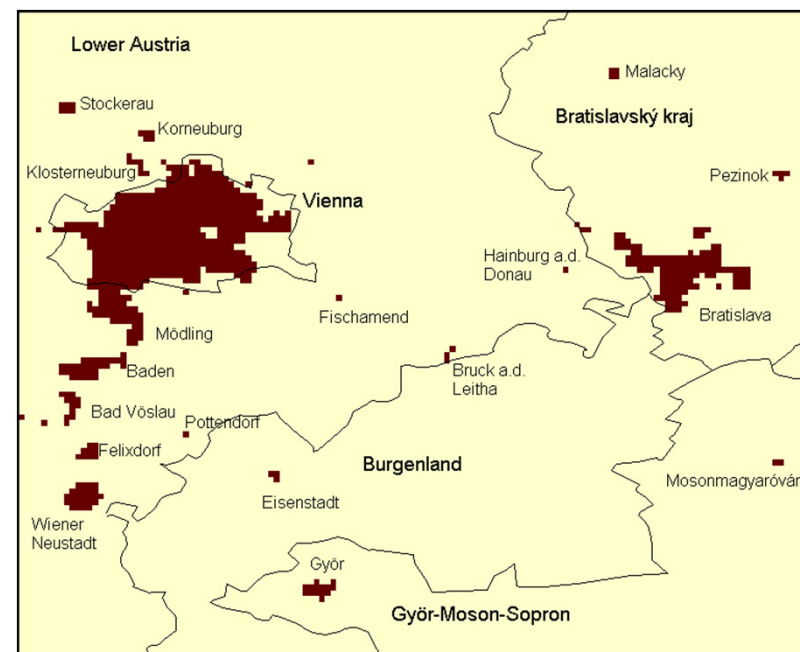 Lower Austria
Malacky
Stockerau
Bratislavský kraj
Korneuburg
Klosterneuburg
Pezinok
Vienna
Hainburg a.d.
Donau
Fischamend
Bratislava
Mödling
Baden
Bruck a.d.
Leitha
Bad Vöslau
Pottendorf
Felixdorf
Burgenland
Mosonmagyaróvár
Eisenstadt
Wiener
Neustadt
Györ
Györ-Moson-Sopron